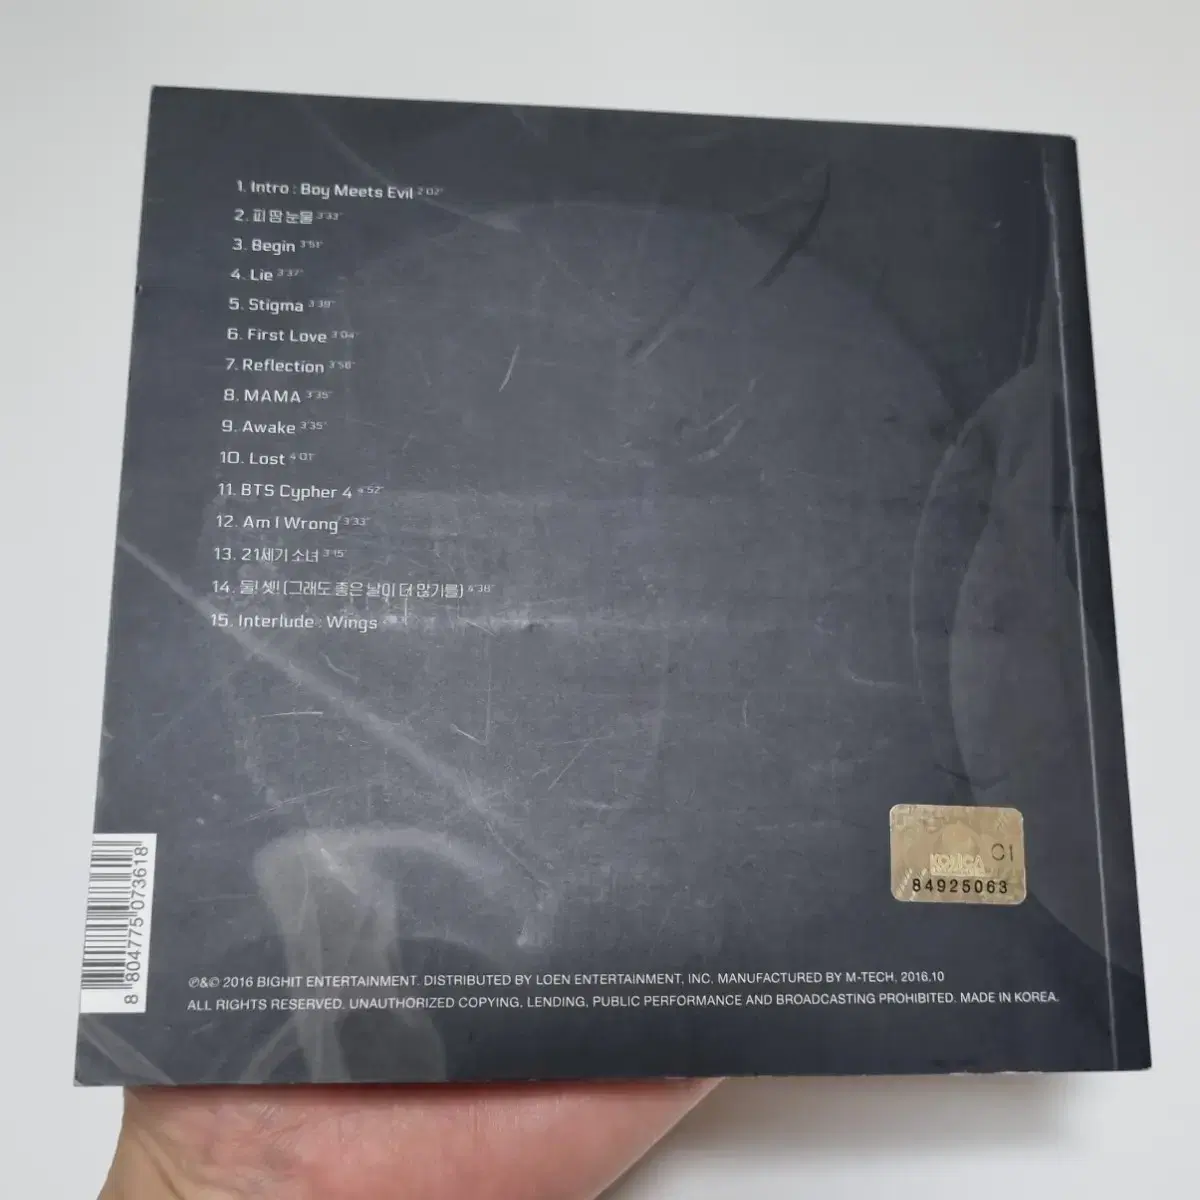 1. Intro : Boy Meets Evil 2'02"
2. 피 땀 눈물 3'33"
3. Begin 3'51"
4. Lie 3'37"
5. Stigma 3'38"
6. First Love 3'04"
7. Reflection 3'56"
8. MAMA 3'35"
9. Awake 3'35"
10. Lost 4'01"
11. BTS Cypher 4 4'52"
12. Am I Wrong 3'33"
13. 21세기 소녀 3'15"
14. 둘! 셋! (그래도 좋은 날이 더 많기를) 4'38"
15. Interlude : Wings
KOMCA 01
84925063
8 804775 073618
℗&© 2016 BIGHIT ENTERTAINMENT. DISTRIBUTED BY LOEN ENTERTAINMENT, INC. MANUFACTURED BY M-TECH, 2016.10
ALL RIGHTS RESERVED. UNAUTHORIZED COPYING, LENDING, PUBLIC PERFORMANCE AND BROADCASTING PROHIBITED. MADE IN KOREA.